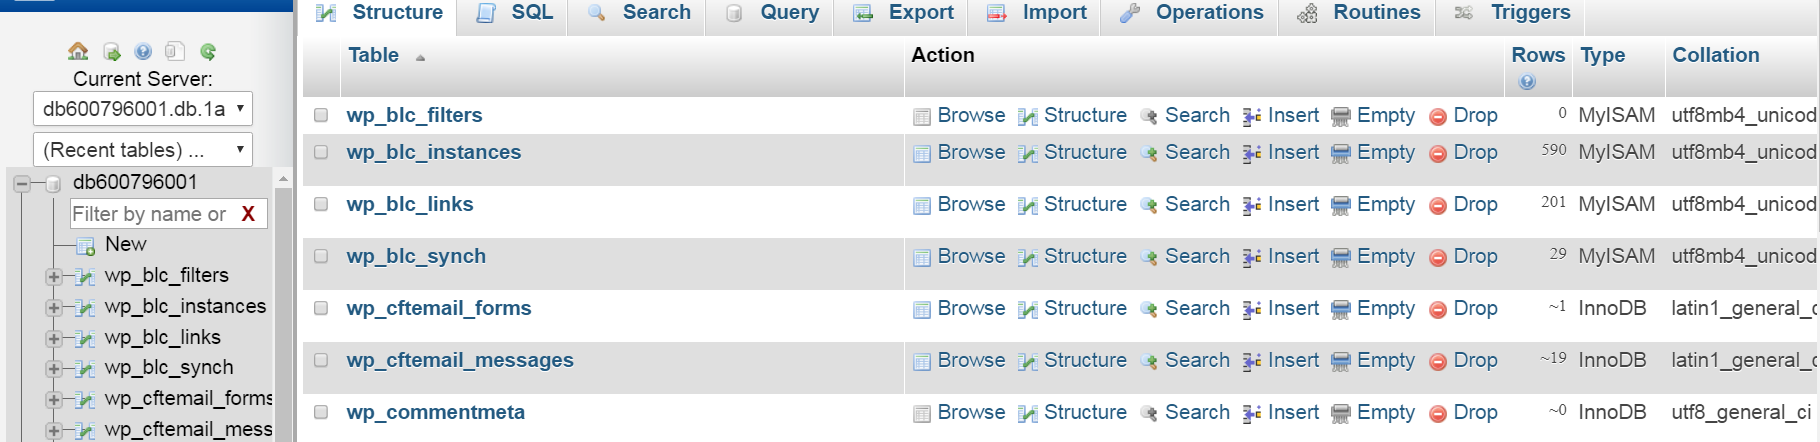 Structure SQL Search Query Export Import Operations Routines Triggers
Current Server:
db600796001.db.1a
(Recent tables) ...
db600796001
Filter by name or X
New
wp_blc_filters
wp_blc_instances
wp_blc_links
wp_blc_synch
wp_cftemail_forms
wp_cftemail_mess
Table Action Rows Type Collation
wp_blc_filters Browse Structure Search Insert Empty Drop 0 MyISAM utf8mb4_unicod
wp_blc_instances Browse Structure Search Insert Empty Drop 590 MyISAM utf8mb4_unicod
wp_blc_links Browse Structure Search Insert Empty Drop 201 MyISAM utf8mb4_unicod
wp_blc_synch Browse Structure Search Insert Empty Drop 29 MyISAM utf8mb4_unicod
wp_cftemail_forms Browse Structure Search Insert Empty Drop ~1 InnoDB latin1_general_c
wp_cftemail_messages Browse Structure Search Insert Empty Drop ~19 InnoDB latin1_general_c
wp_commentmeta Browse Structure Search Insert Empty Drop ~0 InnoDB utf8_general_ci